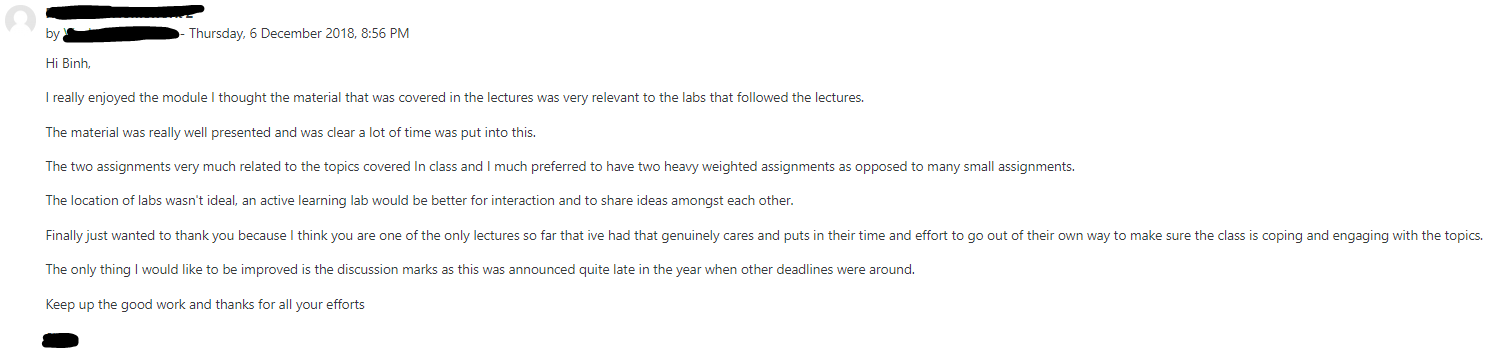 by - Thursday, 6 December 2018, 8:56 PM
Hi Binh,
I really enjoyed the module I thought the material that was covered in the lectures was very relevant to the labs that followed the lectures.
The material was really well presented and was clear a lot of time was put into this.
The two assignments very much related to the topics covered In class and I much preferred to have two heavy weighted assignments as opposed to many small assignments.
The location of labs wasn't ideal, an active learning lab would be better for interaction and to share ideas amongst each other.
Finally just wanted to thank you because I think you are one of the only lectures so far that ive had that genuinely cares and puts in their time and effort to go out of their own way to make sure the class is coping and engaging with the topics.
The only thing I would like to be improved is the discussion marks as this was announced quite late in the year when other deadlines were around.
Keep up the good work and thanks for all your efforts